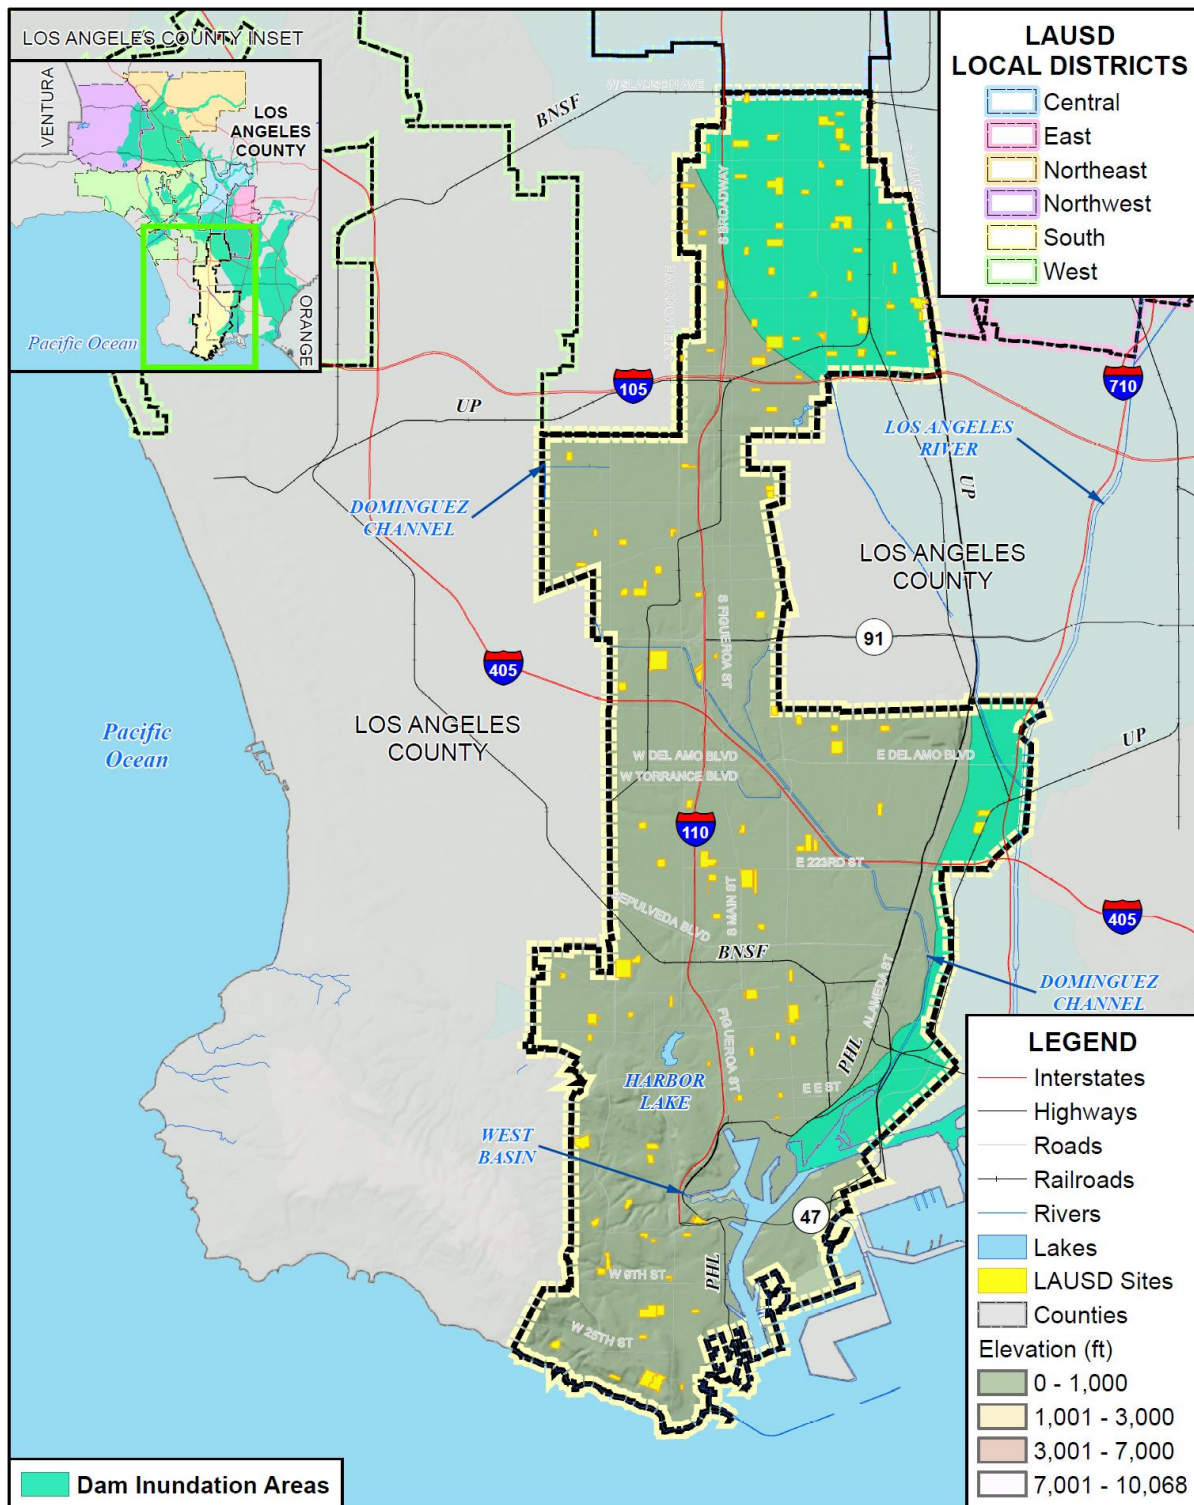 LOS ANGELES COUNTY INSET
VENTURA
LOS
ANGELES
COUNTY
ORANGE
Pacific Ocean
LAUSD
LOCAL DISTRICTS
Central
East
Northeast
Northwest
South
West
W SLAUSON AVE
BNSF
S BROADWAY
105
710
UP
LOS ANGELES
RIVER
UP
DOMINGUEZ
CHANNEL
LOS ANGELES
COUNTY
S FIGUEROA ST
91
405
Pacific
Ocean
LOS ANGELES
COUNTY
W DEL AMO BLVD
E DEL AMO BLVD
UP
W TORRANCE BLVD
110
E 223RD ST
S MAIN ST
SEPULVEDA BLVD
405
BNSF
ALAMEDA ST
DOMINGUEZ
CHANNEL
FIGUEROA ST
PHL
HARBOR
LAKE
E E ST
WEST
BASIN
47
PHL
W 9TH ST
W 25TH ST
LEGEND
Interstates
Highways
Roads
Railroads
Rivers
Lakes
LAUSD Sites
Counties
Elevation (ft)
0 - 1,000
1,001 - 3,000
3,001 - 7,000
7,001 - 10,068
Dam Inundation Areas